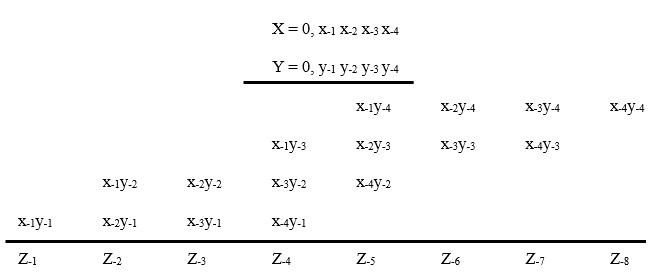 X = 0, x-1 x-2 x-3 x-4
Y = 0, y-1 y-2 y-3 y-4
x-1y-4 x-2y-4 x-3y-4 x-4y-4
x-1y-3 x-2y-3 x-3y-3 x-4y-3
x-1y-2 x-2y-2 x-3y-2 x-4y-2
x-1y-1 x-2y-1 x-3y-1 x-4y-1
Z-1 Z-2 Z-3 Z-4 Z-5 Z-6 Z-7 Z-8